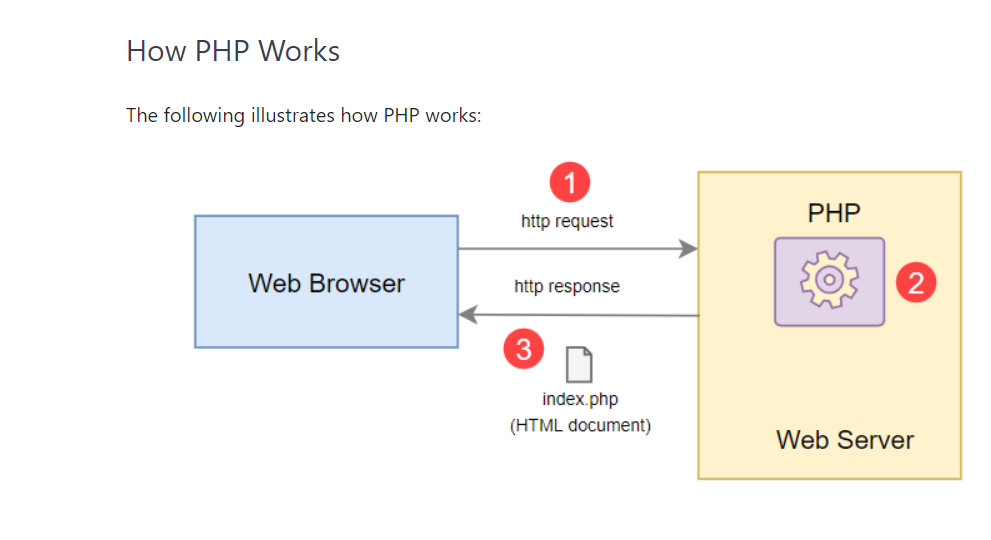 How PHP Works
The following illustrates how PHP works:
1
http request
PHP
Web Browser
2
http response
3
index.php
(HTML document)
Web Server